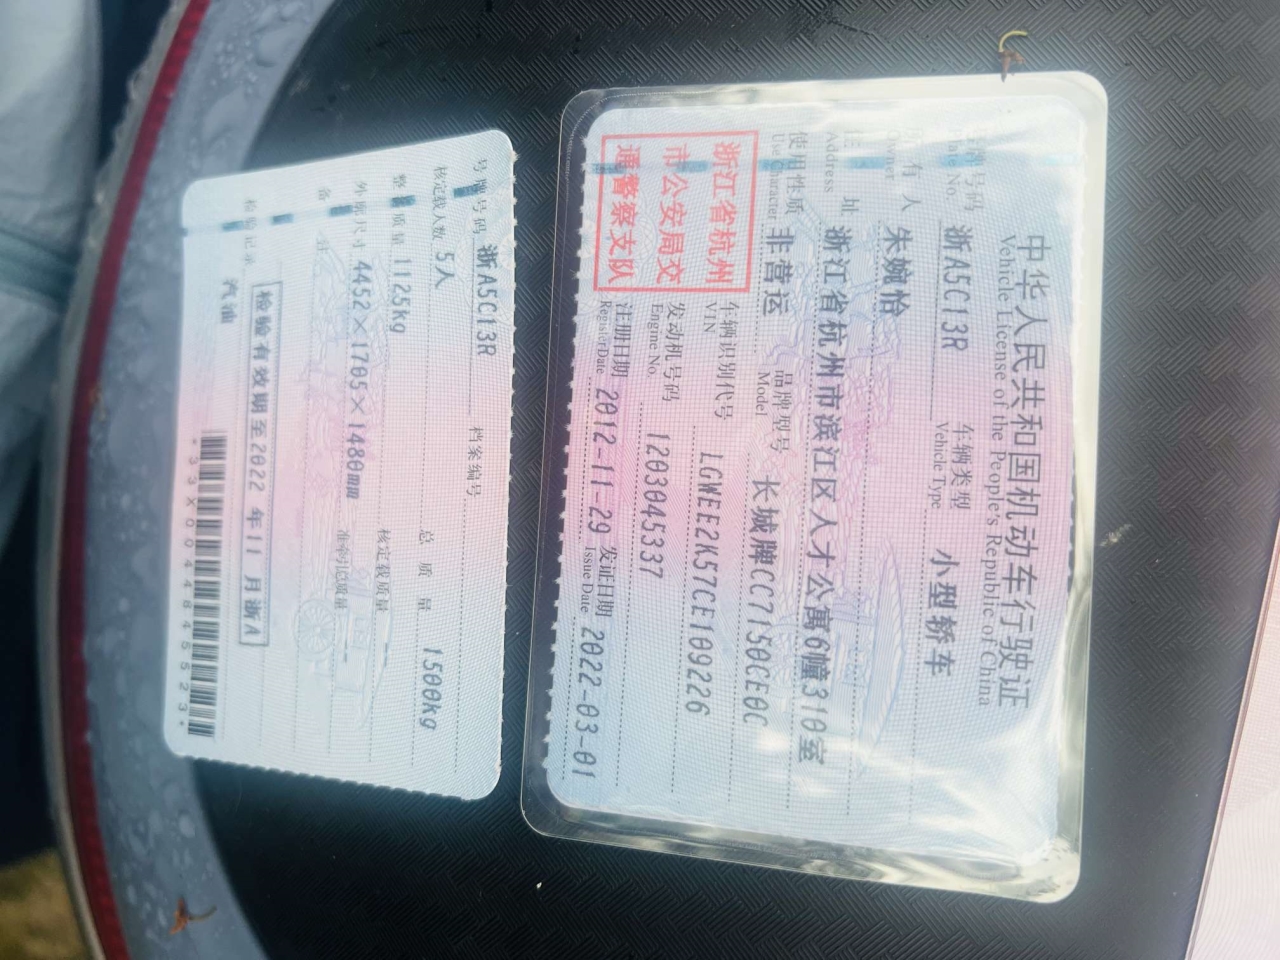 中华人民共和国机动车行驶证
Vehicle License of the People's Republic of China
号牌号码 浙A5C13R 车辆类型 小型轿车
Plate No. Vehicle Type
所有人 朱婉怡
Owner
住址 浙江省杭州市滨江区人才公寓6幢310室
Address
使用性质 非营运 品牌型号 长城牌CC7150CE0C
Use Character Model
浙江省杭州
市公安局交
通警察支队
车辆识别代号 LGWEE2K57CE109226
VIN
发动机号码 1203045337
Engine No.
注册日期 2012-11-29 发证日期 2022-03-01
Register Date Issue Date
号牌号码 浙A5C13R 档案编号
核定载人数 5人 总质量 1500kg
整备质量 1125kg 核定载质量
外廓尺寸 4452×1705×1480mm 准牵引总质量 --
备注
检验有效期至2022年11月浙A
检验记录 汽油
*33X0044845523*